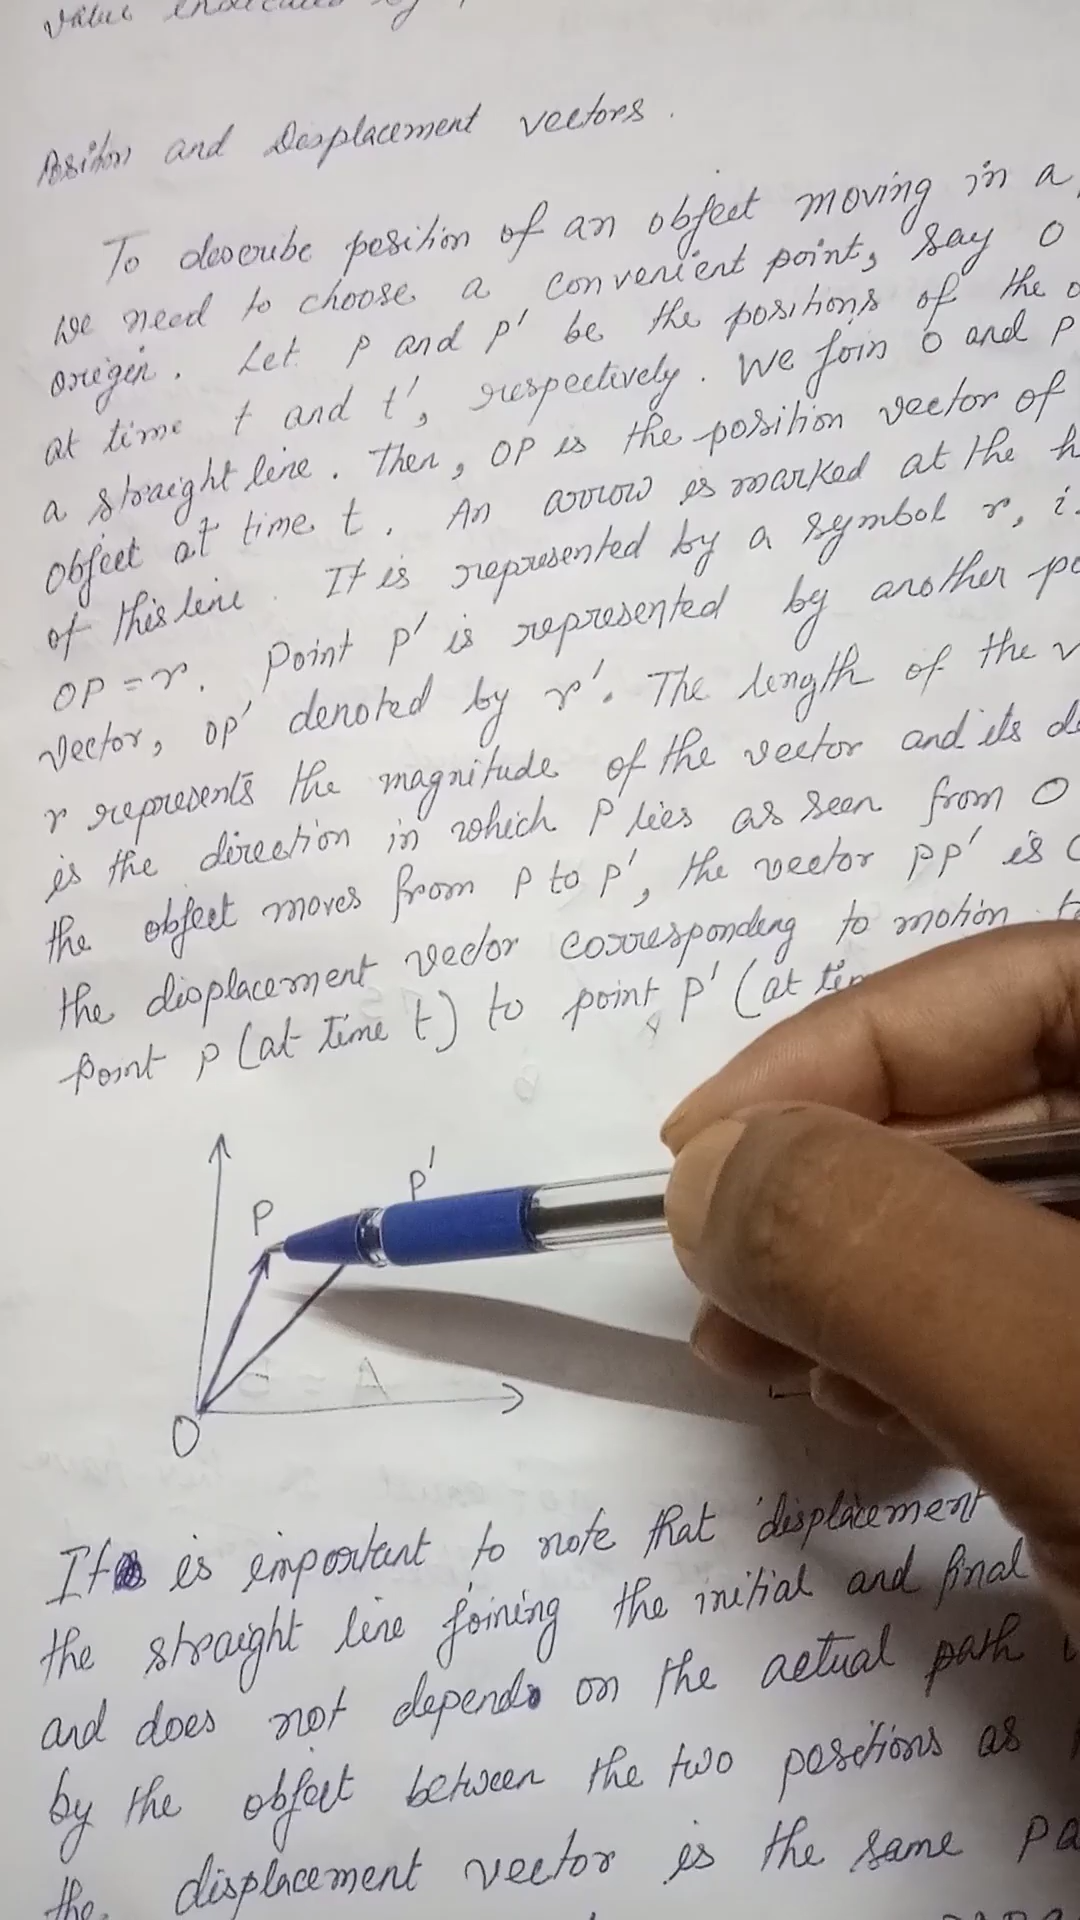 Position and Displacement vectors.
To describe position of an object moving in a
we need to choose a convenient point, say O
origin. Let P and P' be the positions of the
at time t and t', respectively. We join O and P
a straight line. Then, OP is the position vector of
object at time t. An arrow is marked at the h
of this line. It is represented by a symbol r, i.
OP = r. Point P' is represented by another po
vector, OP' denoted by r'. The length of the v
r represents the magnitude of the vector and its di
is the direction in which P lies as seen from O
the object moves from P to P', the vector PP' is c
the displacement vector corresponding to motion
point P (at time t) to point P' (at tim
P'
P
O
It is important to note that displacement
the straight line joining the initial and final
and does not depend on the actual path
by the object between the two positions as
the displacement vector is the same